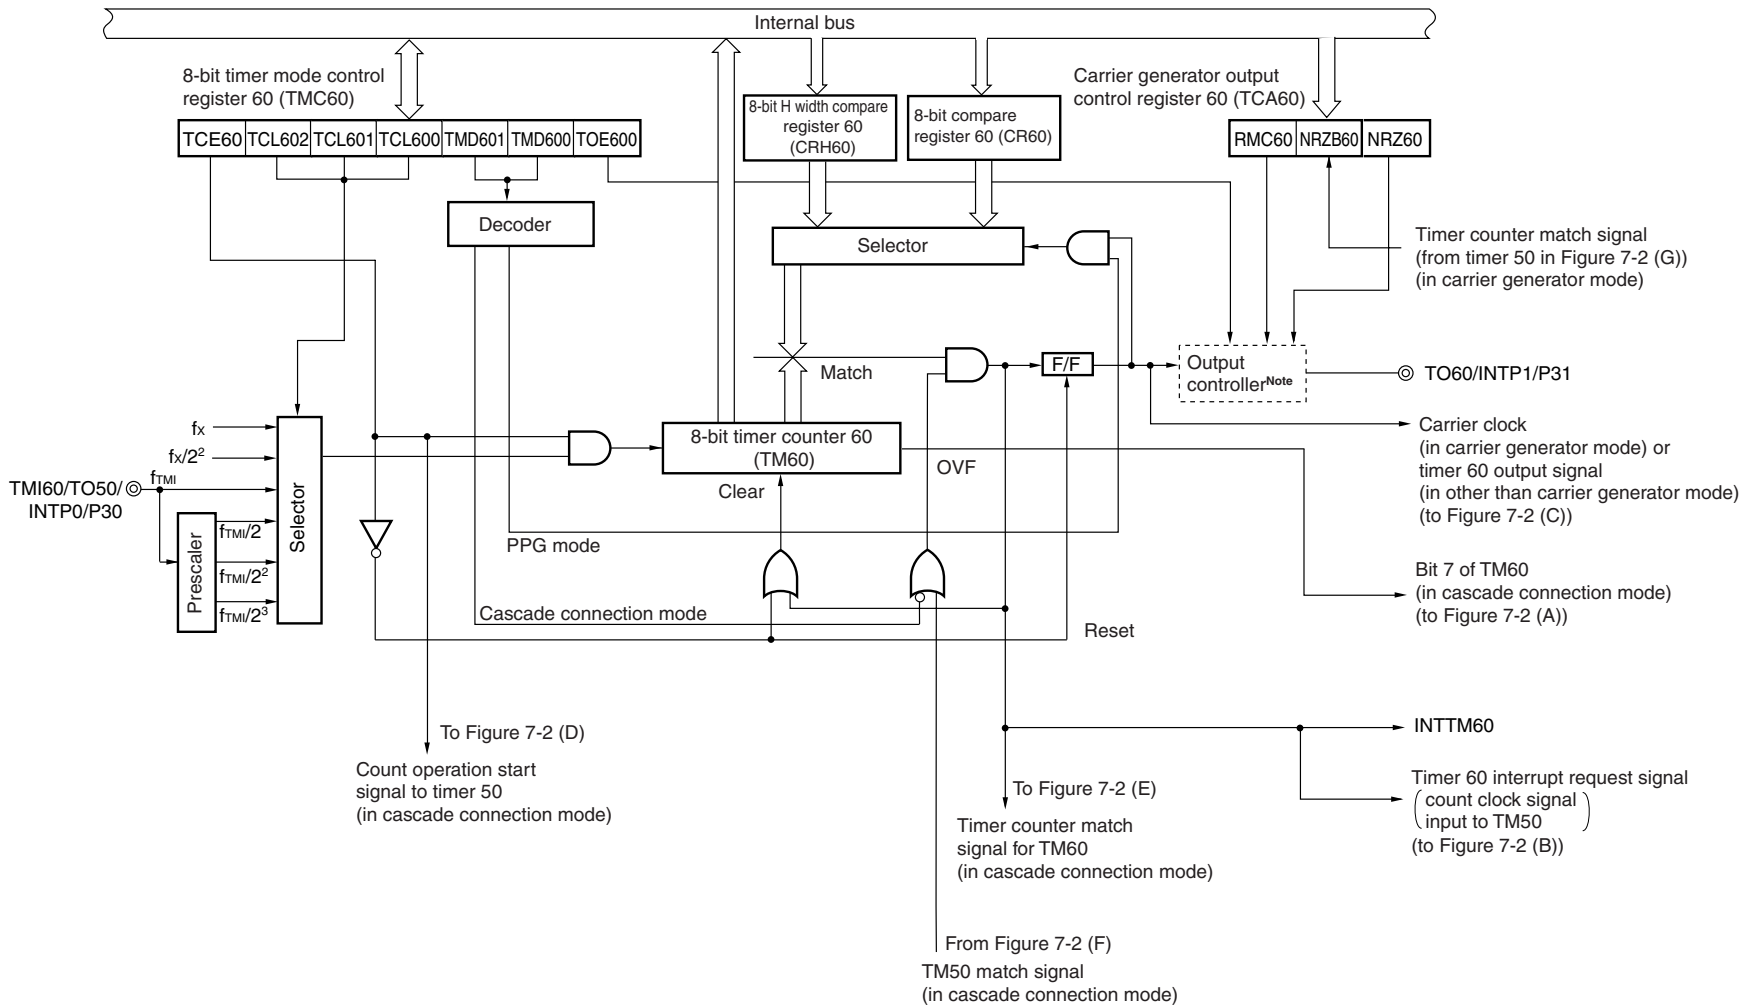 Internal bus
8-bit timer mode control
register 60 (TMC60)
TCE60 TCL602 TCL601 TCL600 TMD601 TMD600 TOE600
8-bit H width compare
register 60
(CRH60)
8-bit compare
register 60 (CR60)
Carrier generator output
control register 60 (TCA60)
RMC60 NRZB60 NRZ60
Decoder
Selector
Timer counter match signal
(from timer 50 in Figure 7-2 (G))
(in carrier generator mode)
Match
F/F
Output
controllerNote
TO60/INTP1/P31
fX
fX/2²
TMI60/TO50/
INTP0/P30
fTMI
Prescaler
fTMI/2
fTMI/2²
fTMI/2³
Selector
8-bit timer counter 60
(TM60)
OVF
Clear
PPG mode
Cascade connection mode
Reset
Carrier clock
(in carrier generator mode) or
timer 60 output signal
(in other than carrier generator mode)
(to Figure 7-2 (C))
Bit 7 of TM60
(in cascade connection mode)
(to Figure 7-2 (A))
To Figure 7-2 (D)
Count operation start
signal to timer 50
(in cascade connection mode)
INTTM60
To Figure 7-2 (E)
Timer counter match
signal for TM60
(in cascade connection mode)
Timer 60 interrupt request signal
(count clock signal
input to TM50)
(to Figure 7-2 (B))
From Figure 7-2 (F)
TM50 match signal
(in cascade connection mode)